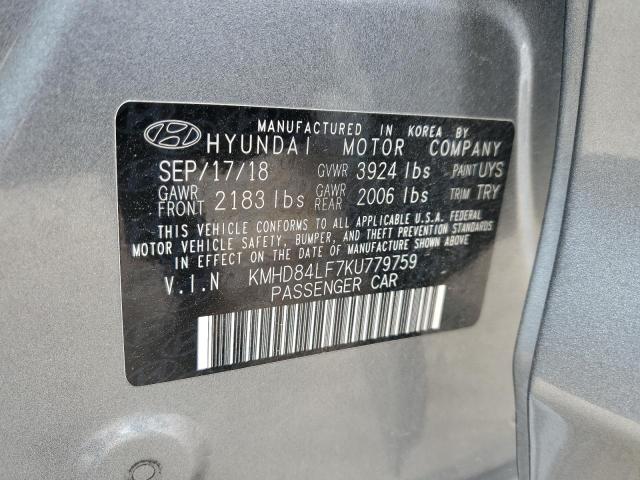 MANUFACTURED IN KOREA BY
HYUNDAI MOTOR COMPANY
SEP/17/18 GVWR 3924 lbs PAINT UYS
GAWR FRONT 2183 lbs GAWR REAR 2006 lbs TRIM TRY
THIS VEHICLE CONFORMS TO ALL APPLICABLE U.S.A. FEDERAL
MOTOR VEHICLE SAFETY, BUMPER, AND THEFT PREVENTION STANDARDS
IN EFFECT ON THE DATE OF MANUFACTURE SHOWN ABOVE.
V.I.N KMHD84LF7KU779759
PASSENGER CAR